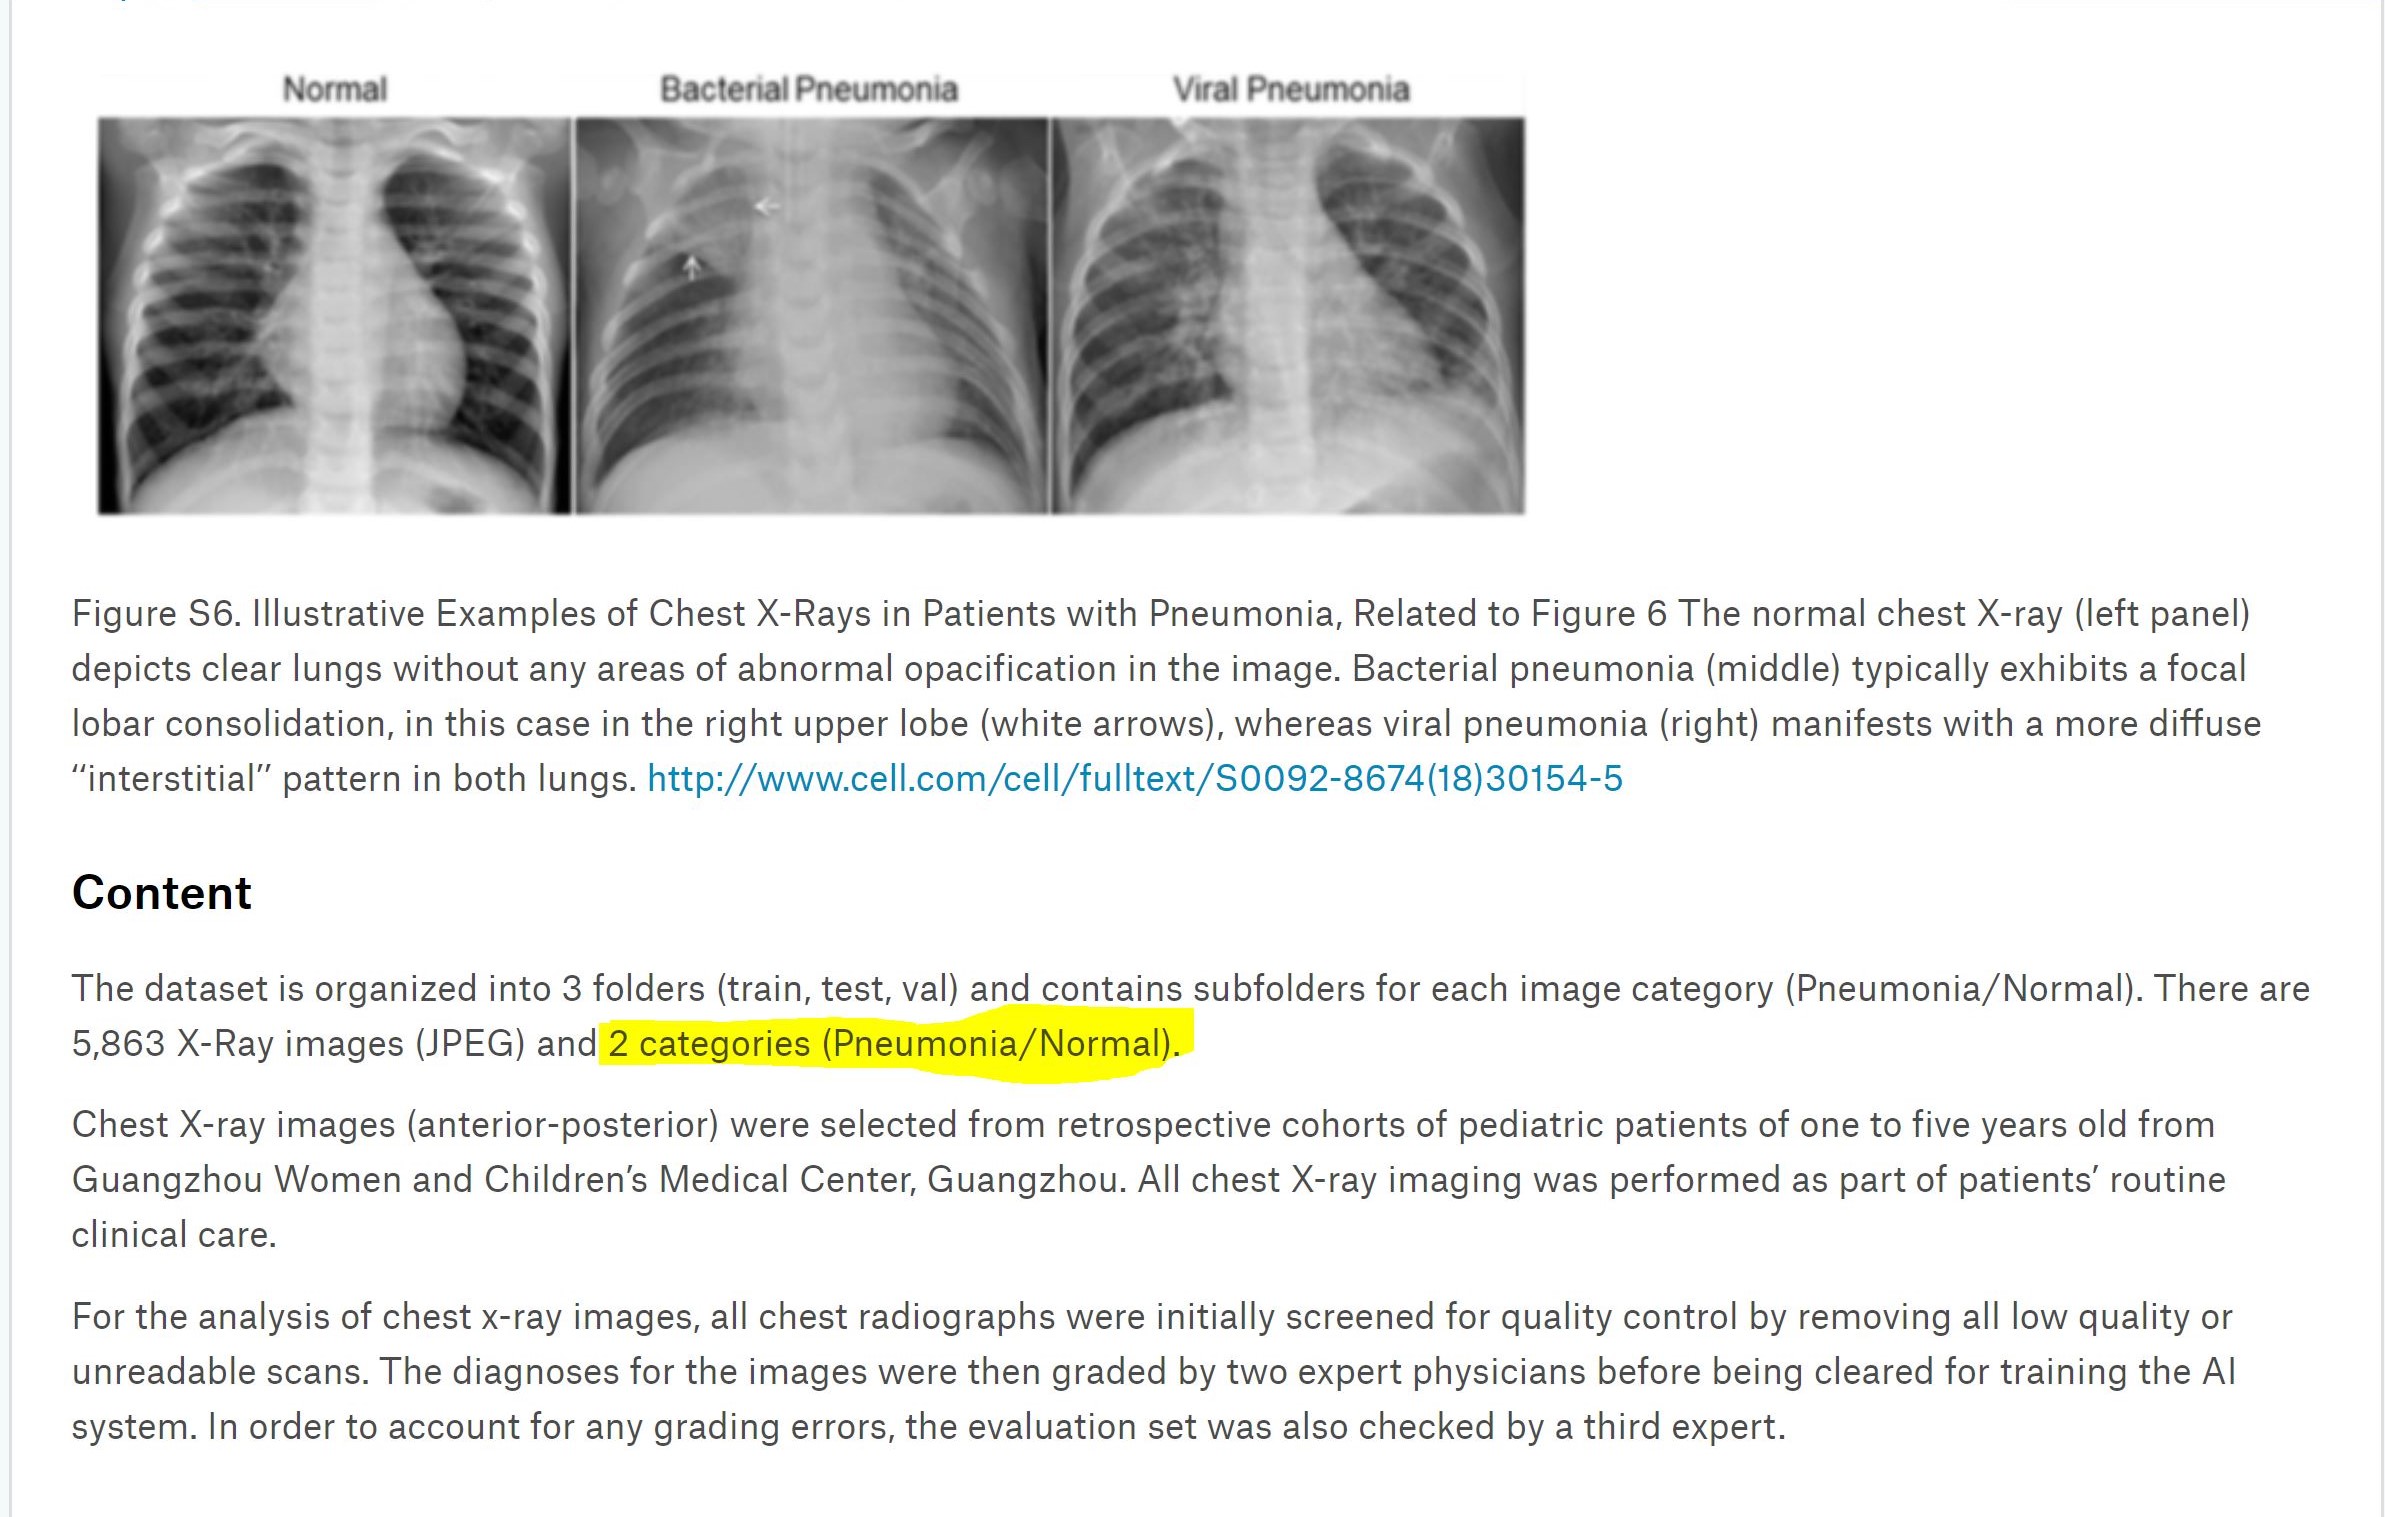 Normal
Bacterial Pneumonia
Viral Pneumonia
Figure S6. Illustrative Examples of Chest X-Rays in Patients with Pneumonia, Related to Figure 6 The normal chest X-ray (left panel)
depicts clear lungs without any areas of abnormal opacification in the image. Bacterial pneumonia (middle) typically exhibits a focal
lobar consolidation, in this case in the right upper lobe (white arrows), whereas viral pneumonia (right) manifests with a more diffuse
“interstitial” pattern in both lungs. http://www.cell.com/cell/fulltext/S0092-8674(18)30154-5
Content
The dataset is organized into 3 folders (train, test, val) and contains subfolders for each image category (Pneumonia/Normal). There are
5,863 X-Ray images (JPEG) and 2 categories (Pneumonia/Normal).
Chest X-ray images (anterior-posterior) were selected from retrospective cohorts of pediatric patients of one to five years old from
Guangzhou Women and Children’s Medical Center, Guangzhou. All chest X-ray imaging was performed as part of patients’ routine
clinical care.
For the analysis of chest x-ray images, all chest radiographs were initially screened for quality control by removing all low quality or
unreadable scans. The diagnoses for the images were then graded by two expert physicians before being cleared for training the AI
system. In order to account for any grading errors, the evaluation set was also checked by a third expert.